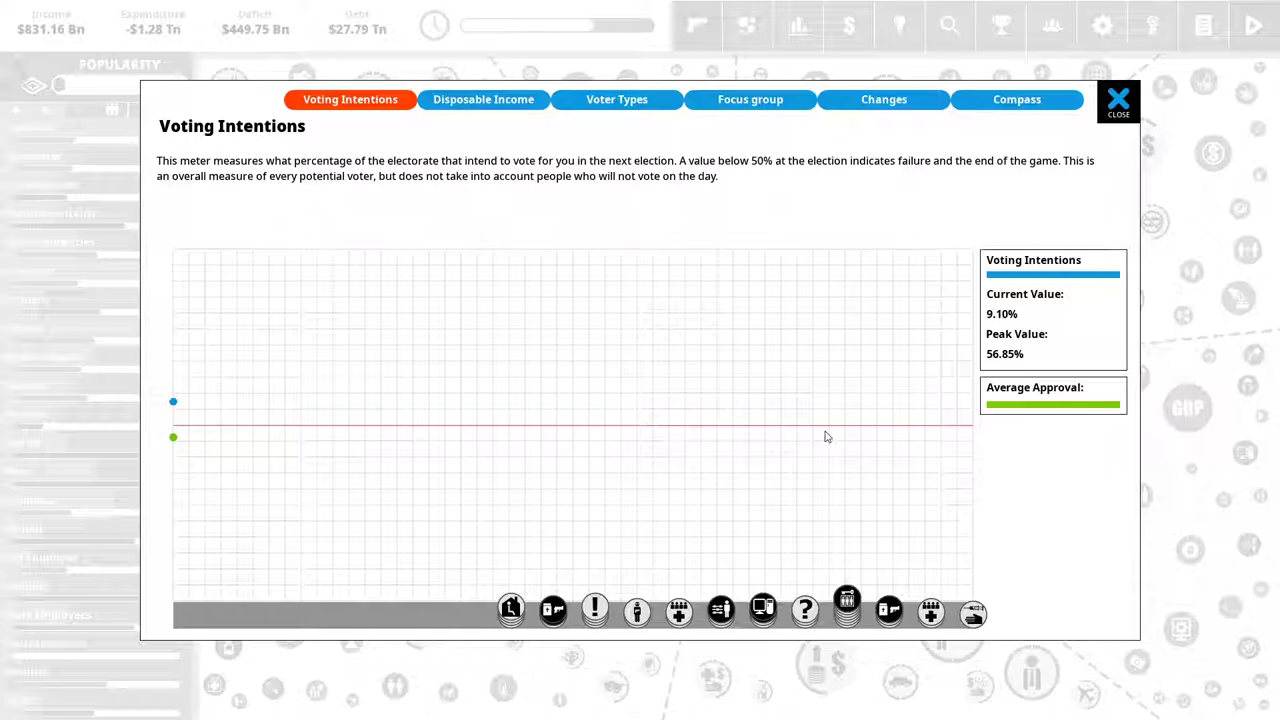 Income
Expenditure
Deficit
Debt
$831.16 Bn
-$1.28 Tn
$449.75 Bn
$27.79 Tn
POPULARITY
Voting Intentions
Disposable Income
Voter Types
Focus group
Changes
Compass
CLOSE
Voting Intentions
This meter measures what percentage of the electorate that intend to vote for you in the next election. A value below 50% at the election indicates failure and the end of the game. This is
an overall measure of every potential voter, but does not take into account people who will not vote on the day.
Voting Intentions
Current Value:
9.10%
Peak Value:
56.85%
Average Approval:
GDP